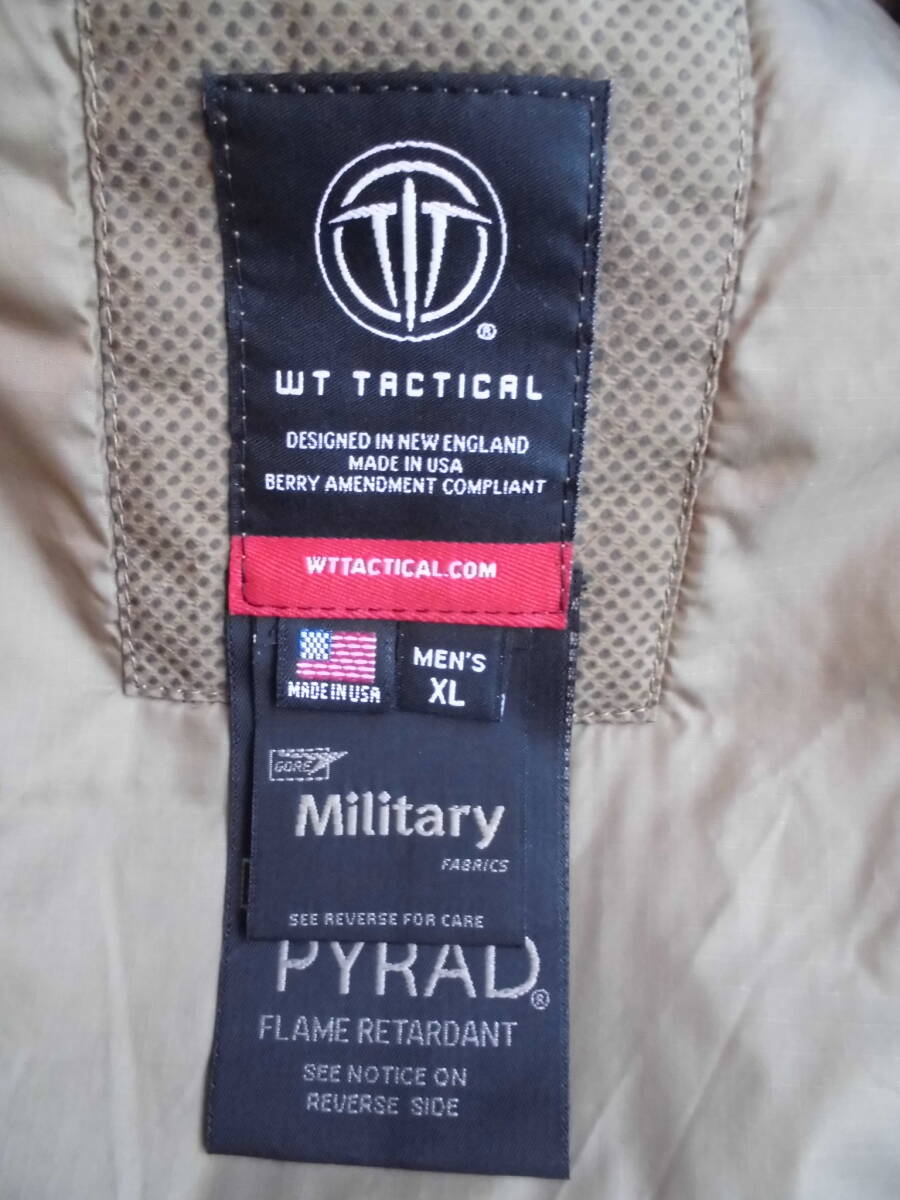 ®
WT TACTICAL
DESIGNED IN NEW ENGLAND
MADE IN USA
BERRY AMENDMENT COMPLIANT
WTTACTICAL.COM
MADE IN USA
MEN'S
XL
GORE
Military
FABRICS
SEE REVERSE FOR CARE
PYRAD®
FLAME RETARDANT
SEE NOTICE ON
REVERSE SIDE